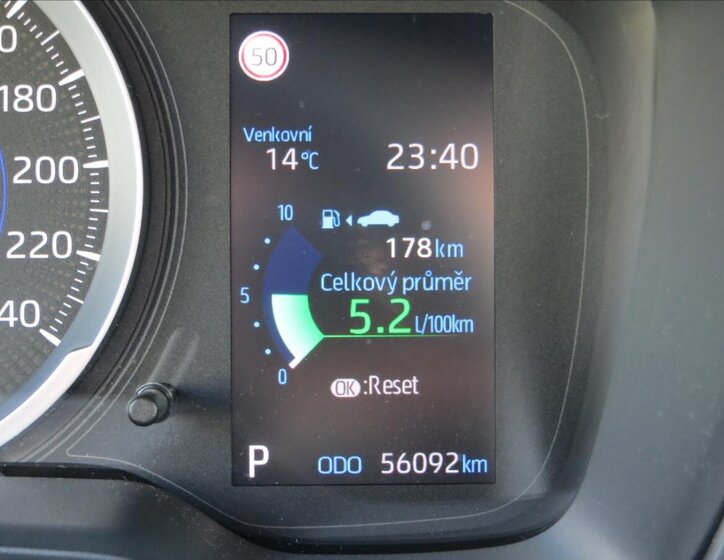 180
200
220
50
Venkovní
14°C 23:40
10
178km
Celkový průměr
5
5.2 l/100km
0
OK :Reset
P ODO 56092km